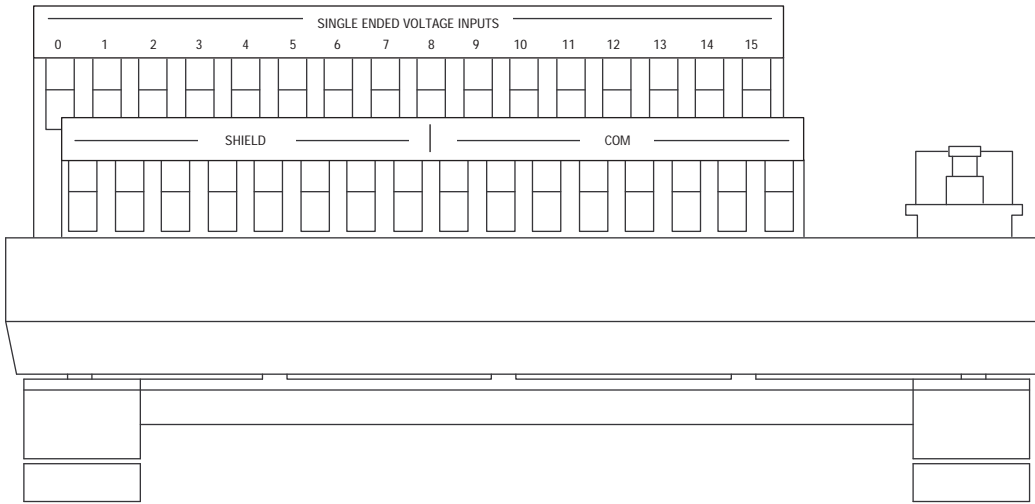 SINGLE ENDED VOLTAGE INPUTS
0 1 2 3 4 5 6 7 8 9 10 11 12 13 14 15
SHIELD COM